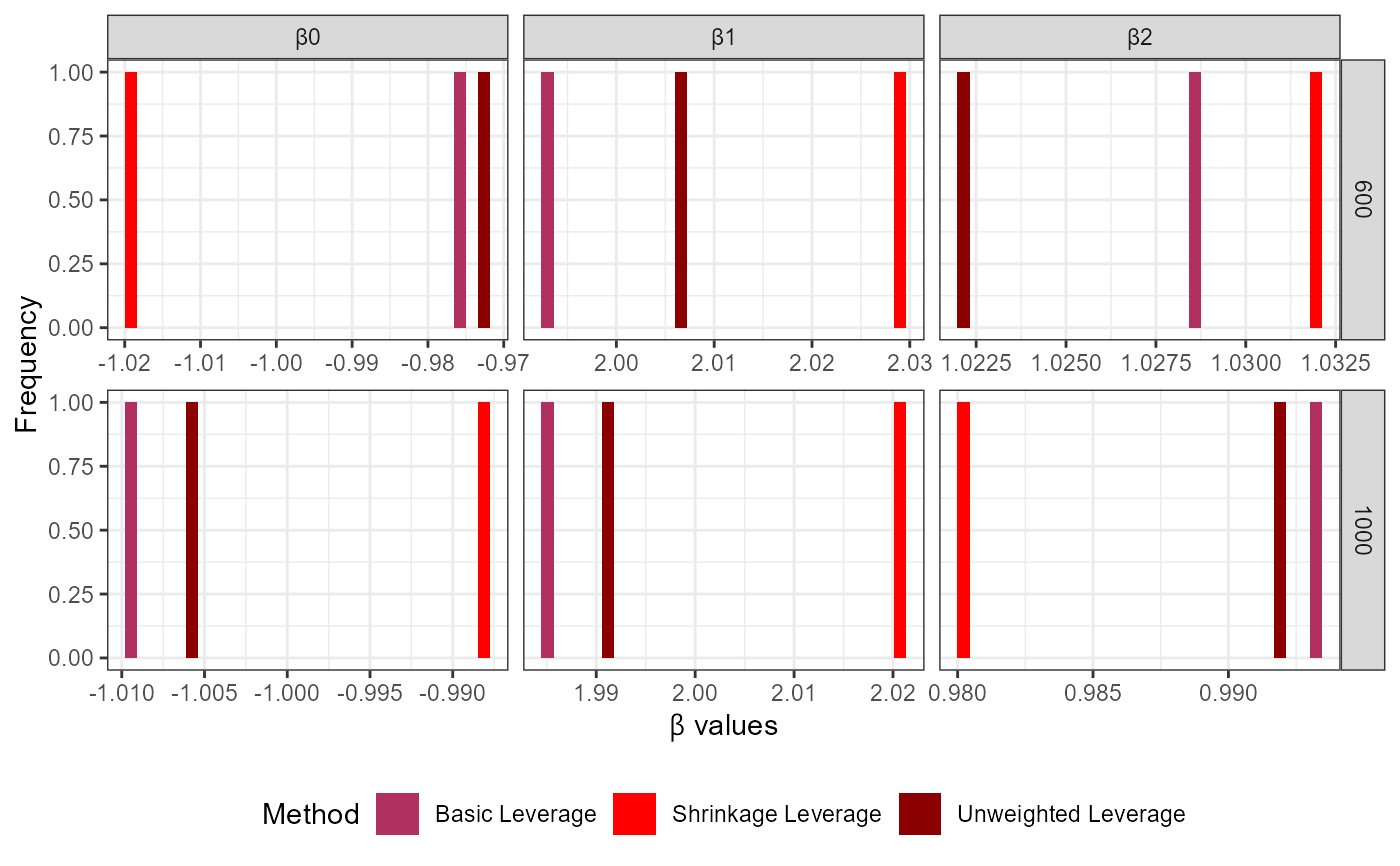 β0 β1 β2
1.00
0.75
0.50
0.25
0.00
600
-1.02 -1.01 -1.00 -0.99 -0.98 -0.97 2.00 2.01 2.02 2.03 1.0225 1.0250 1.0275 1.0300 1.0325
Frequency
1.00
0.75
0.50
0.25
0.00
1000
-1.010 -1.005 -1.000 -0.995 -0.990 1.99 2.00 2.01 2.02 0.980 0.985 0.990
β values
Method Basic Leverage Shrinkage Leverage Unweighted Leverage